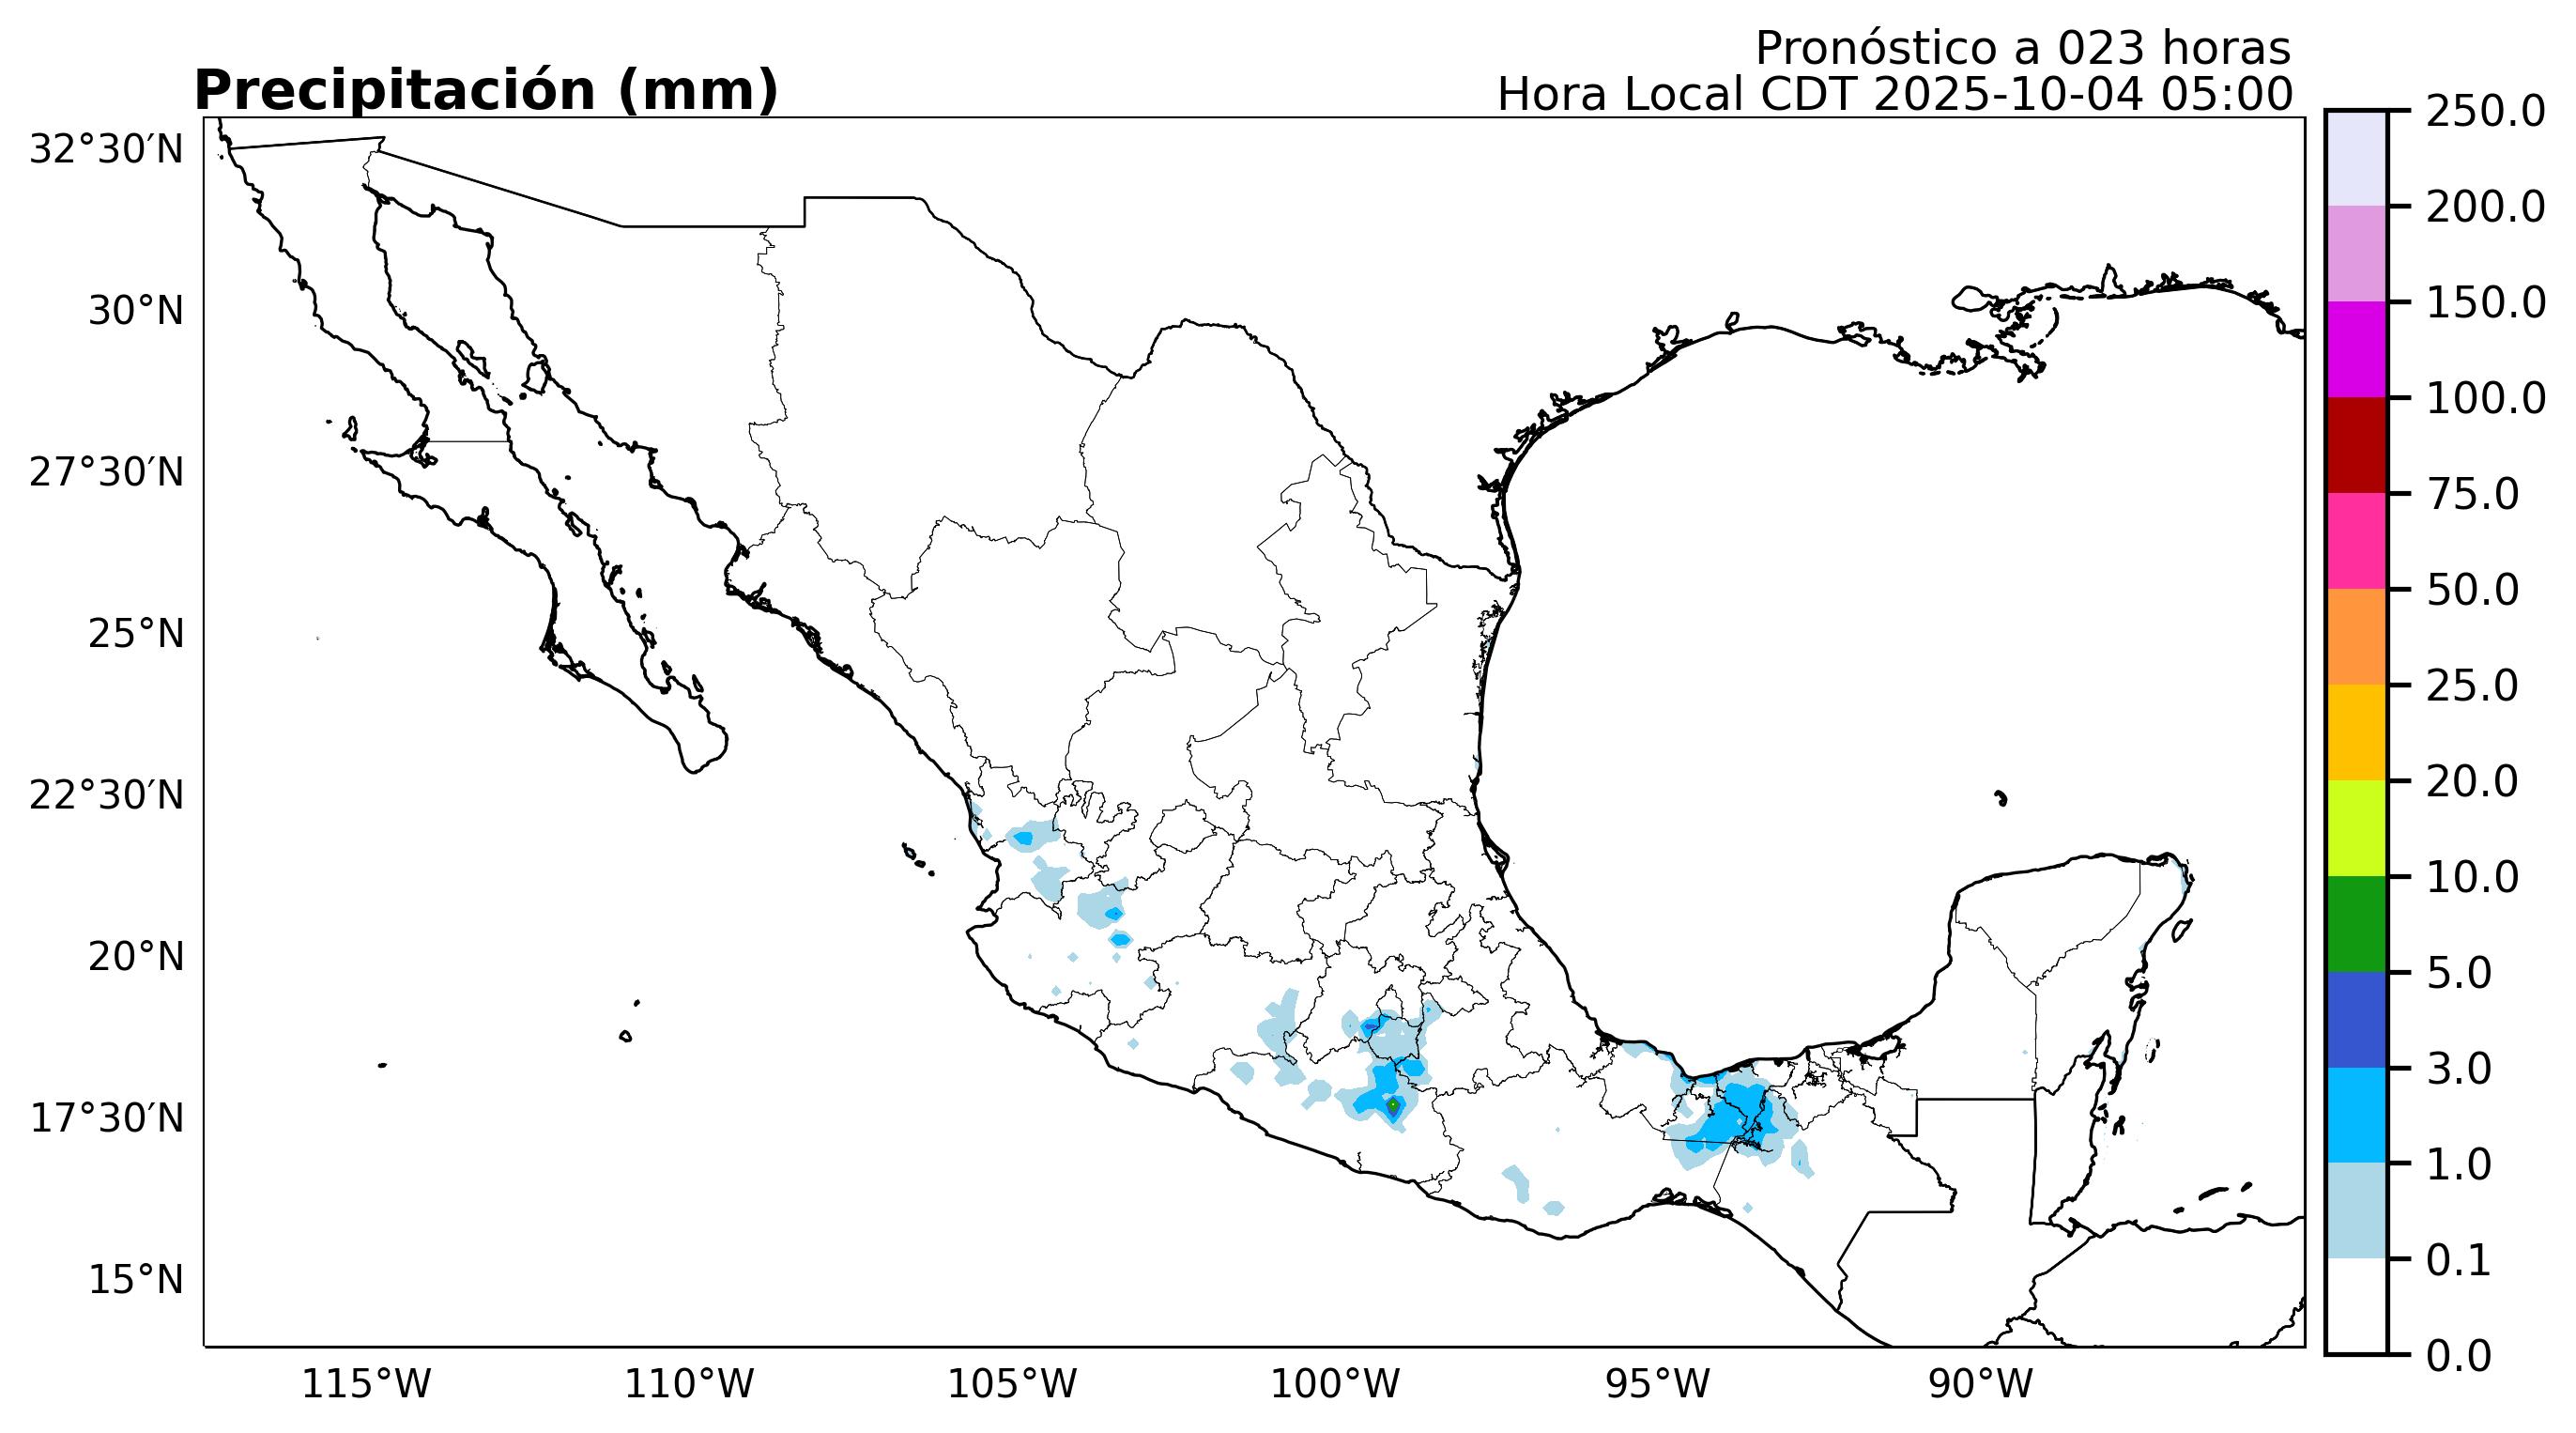 Pronóstico a 023 horas
Precipitación (mm)
Hora Local CDT 2025-10-04 05:00
32°30′N
30°N
27°30′N
25°N
22°30′N
20°N
17°30′N
15°N
115°W
110°W
105°W
100°W
95°W
90°W
250.0
200.0
150.0
100.0
75.0
50.0
25.0
20.0
10.0
5.0
3.0
1.0
0.1
0.0